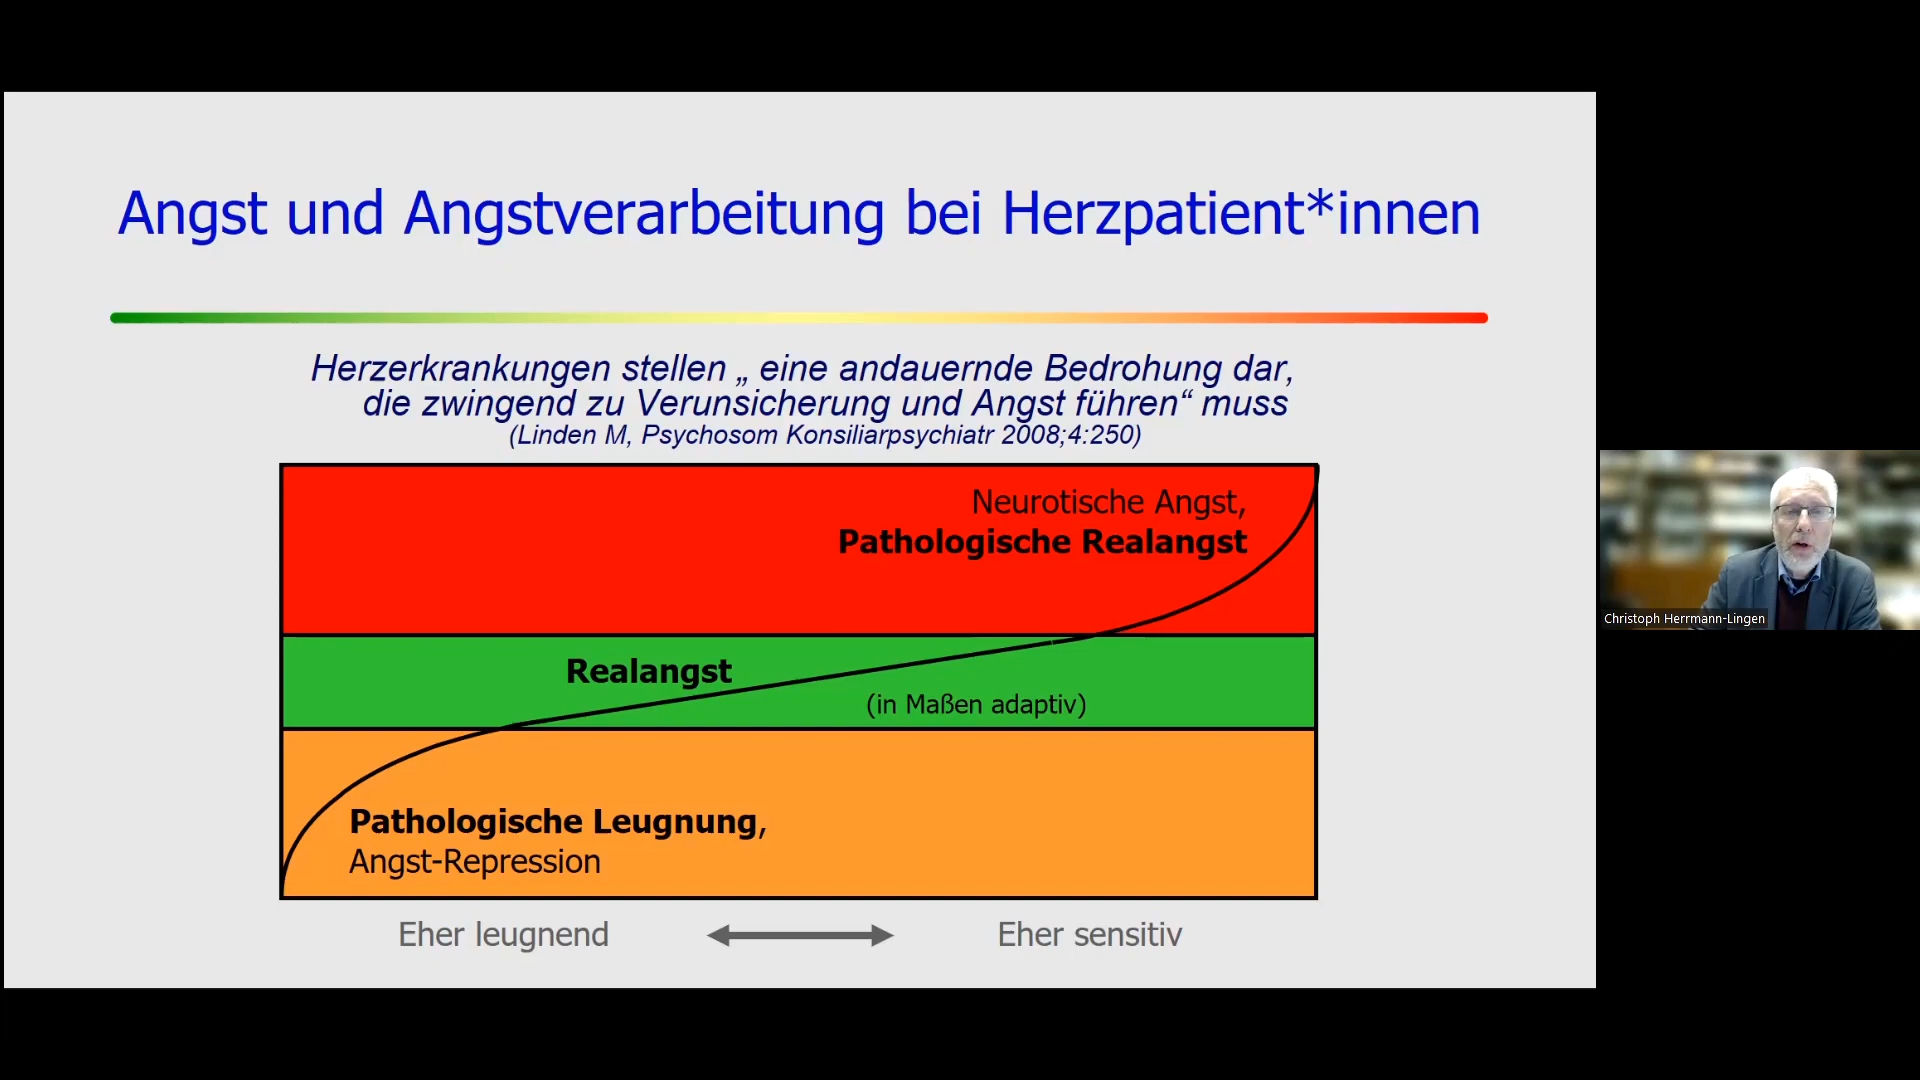 Angst und Angstverarbeitung bei Herzpatient*innen
Herzerkrankungen stellen „ eine andauernde Bedrohung dar,
die zwingend zu Verunsicherung und Angst führen“ muss
(Linden M, Psychosom Konsiliarpsychiatr 2008;4:250)
Neurotische Angst,
Pathologische Realangst
Realangst
(in Maßen adaptiv)
Pathologische Leugnung,
Angst-Repression
Eher leugnend
Eher sensitiv
Christoph Herrmann-Lingen